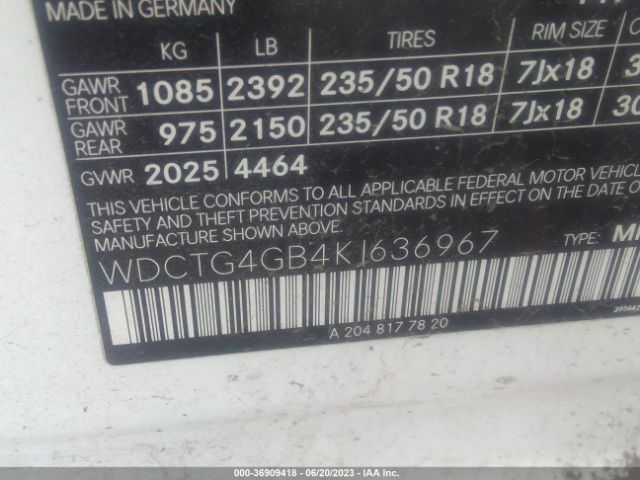 MADE IN GERMANY
KG LB TIRES RIM SIZE
GAWR FRONT 1085 2392 235/50 R18 7Jx18
GAWR REAR 975 2150 235/50 R18 7Jx18
GVWR 2025 4464
THIS VEHICLE CONFORMS TO ALL APPLICABLE FEDERAL MOTOR VEHIC
SAFETY AND THEFT PREVENTION STANDARDS IN EFFECT ON THE DATE O
MANUFACTURE SHOWN ABOVE.
WDCTG4GB4KJ636967 TYPE:
A 204 817 78 20
000-36909418 - 06/20/2023 - IAA Inc.